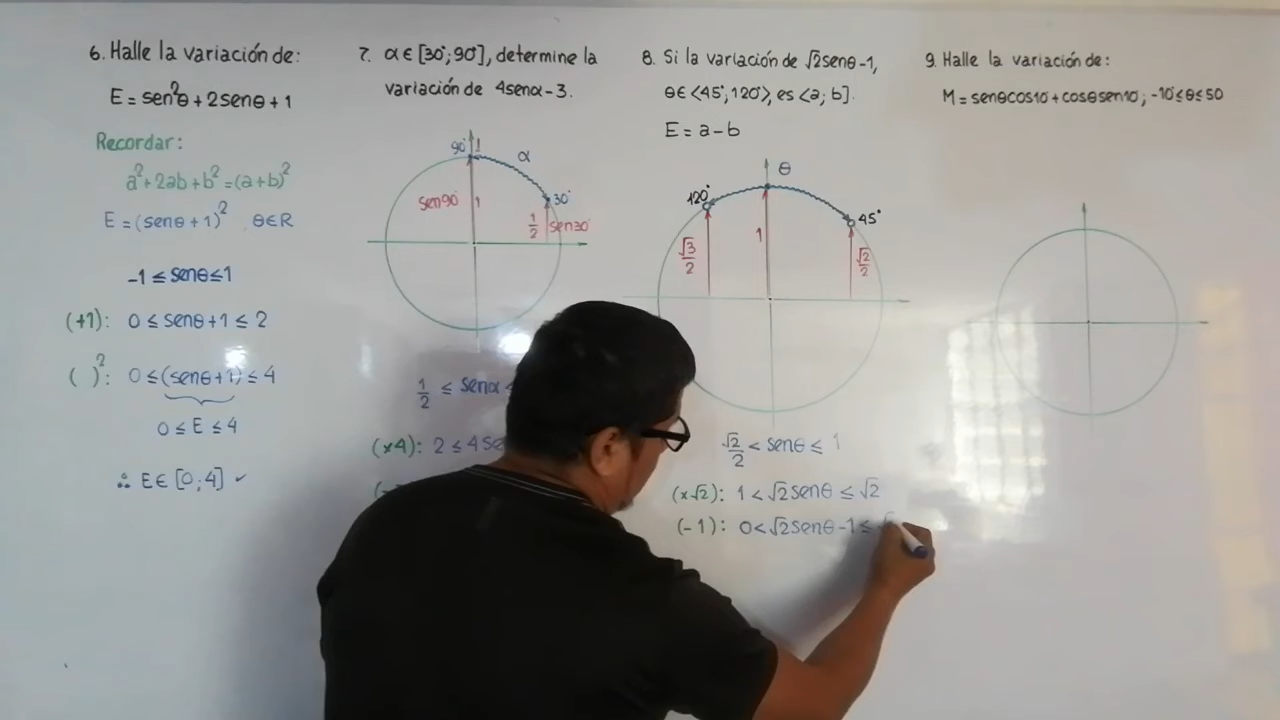 6. Halle la variación de:
E = sen²θ + 2senθ + 1
Recordar:
a² + 2ab + b² = (a+b)²
E = (senθ + 1)² , θ∈R
-1 ≤ senθ ≤ 1
(+1): 0 ≤ senθ + 1 ≤ 2
( )²: 0 ≤ (senθ + 1)² ≤ 4
0 ≤ E ≤ 4
∴ E ∈ [0; 4] ✓
7. α ∈ [30°; 90°], determine la
variación de 4senα - 3.
90° 1
α
30°
sen90° 1
1/2 sen30°
1/2 ≤ senα
(×4): 2 ≤ 4se
8. Si la variación de √2senθ - 1,
θ ∈ <45°; 120°>, es <a; b].
E = a - b
θ
120°
45°
√3/2
1
√2/2
√2/2 < senθ ≤ 1
(×√2): 1 < √2senθ ≤ √2
(-1): 0 < √2senθ - 1 ≤
9. Halle la variación de:
M = senθcos10° + cosθsen10°; -10° ≤ θ ≤ 50